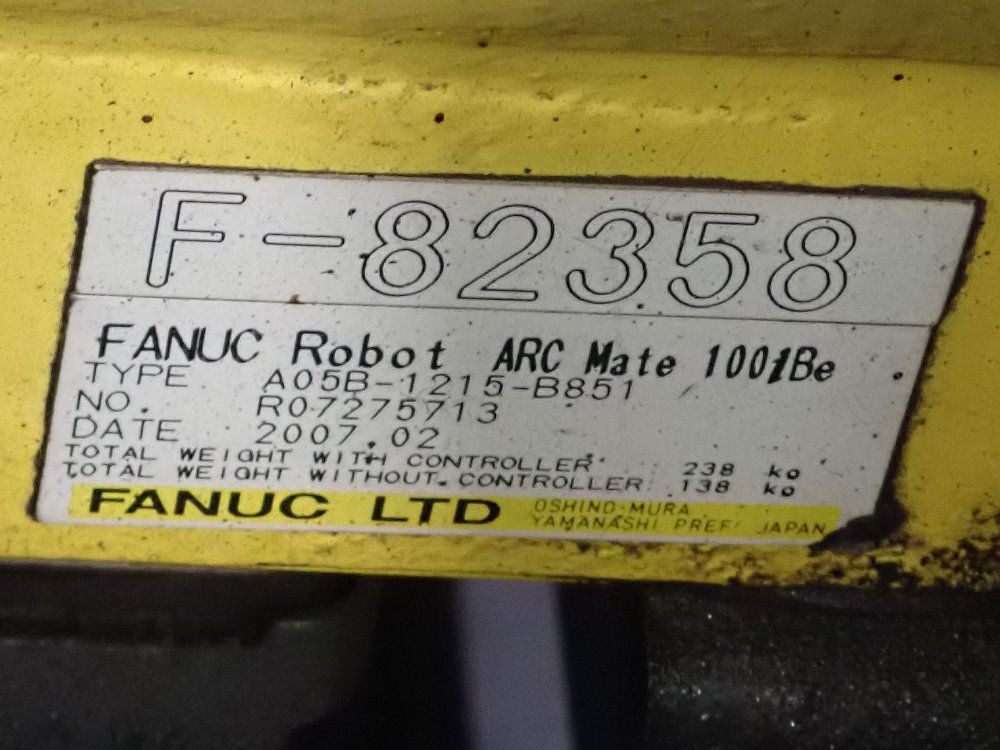 F-82358
FANUC Robot ARC Mate 100iBe
TYPE A05B-1215-B851
NO. R07275713
DATE 2007.02
TOTAL WEIGHT WITH CONTROLLER: 238 kg
TOTAL WEIGHT WITHOUT CONTROLLER: 138 kg
FANUC LTD OSHINO-MURA
YAMANASHI PREF. JAPAN